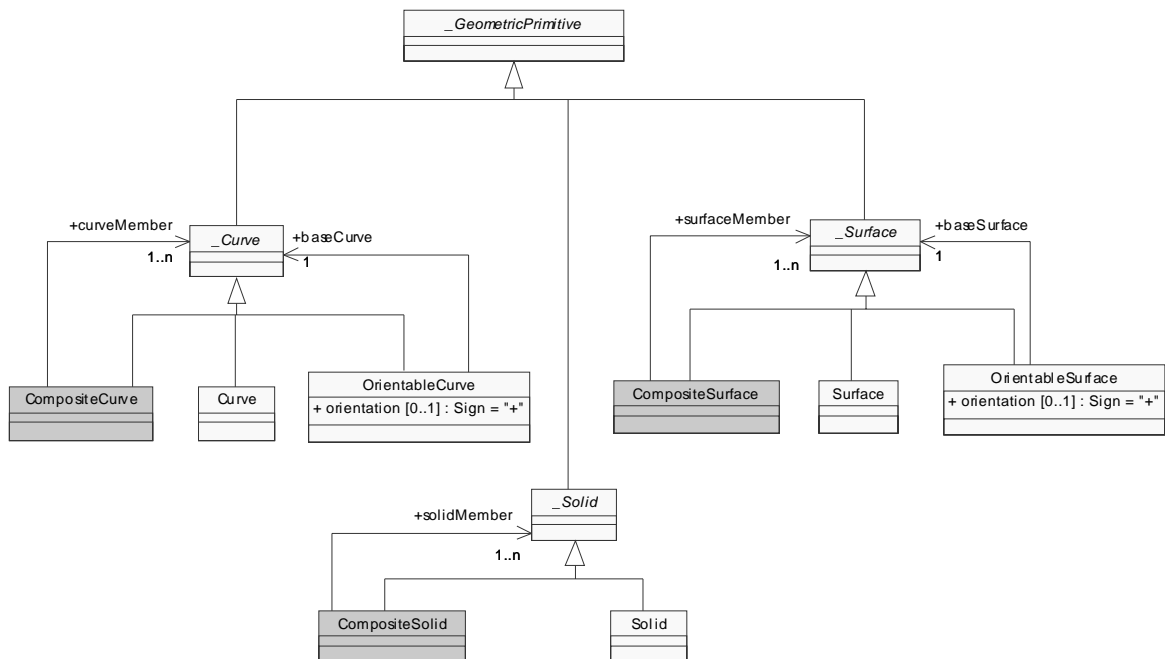 _GeometricPrimitive
+curveMember
_Curve
+baseCurve
1..n
1
+surfaceMember
_Surface
+baseSurface
1..n
1
CompositeCurve
Curve
OrientableCurve
+ orientation [0..1] : Sign = "+"
CompositeSurface
Surface
OrientableSurface
+ orientation [0..1] : Sign = "+"
+solidMember
_Solid
1..n
CompositeSolid
Solid